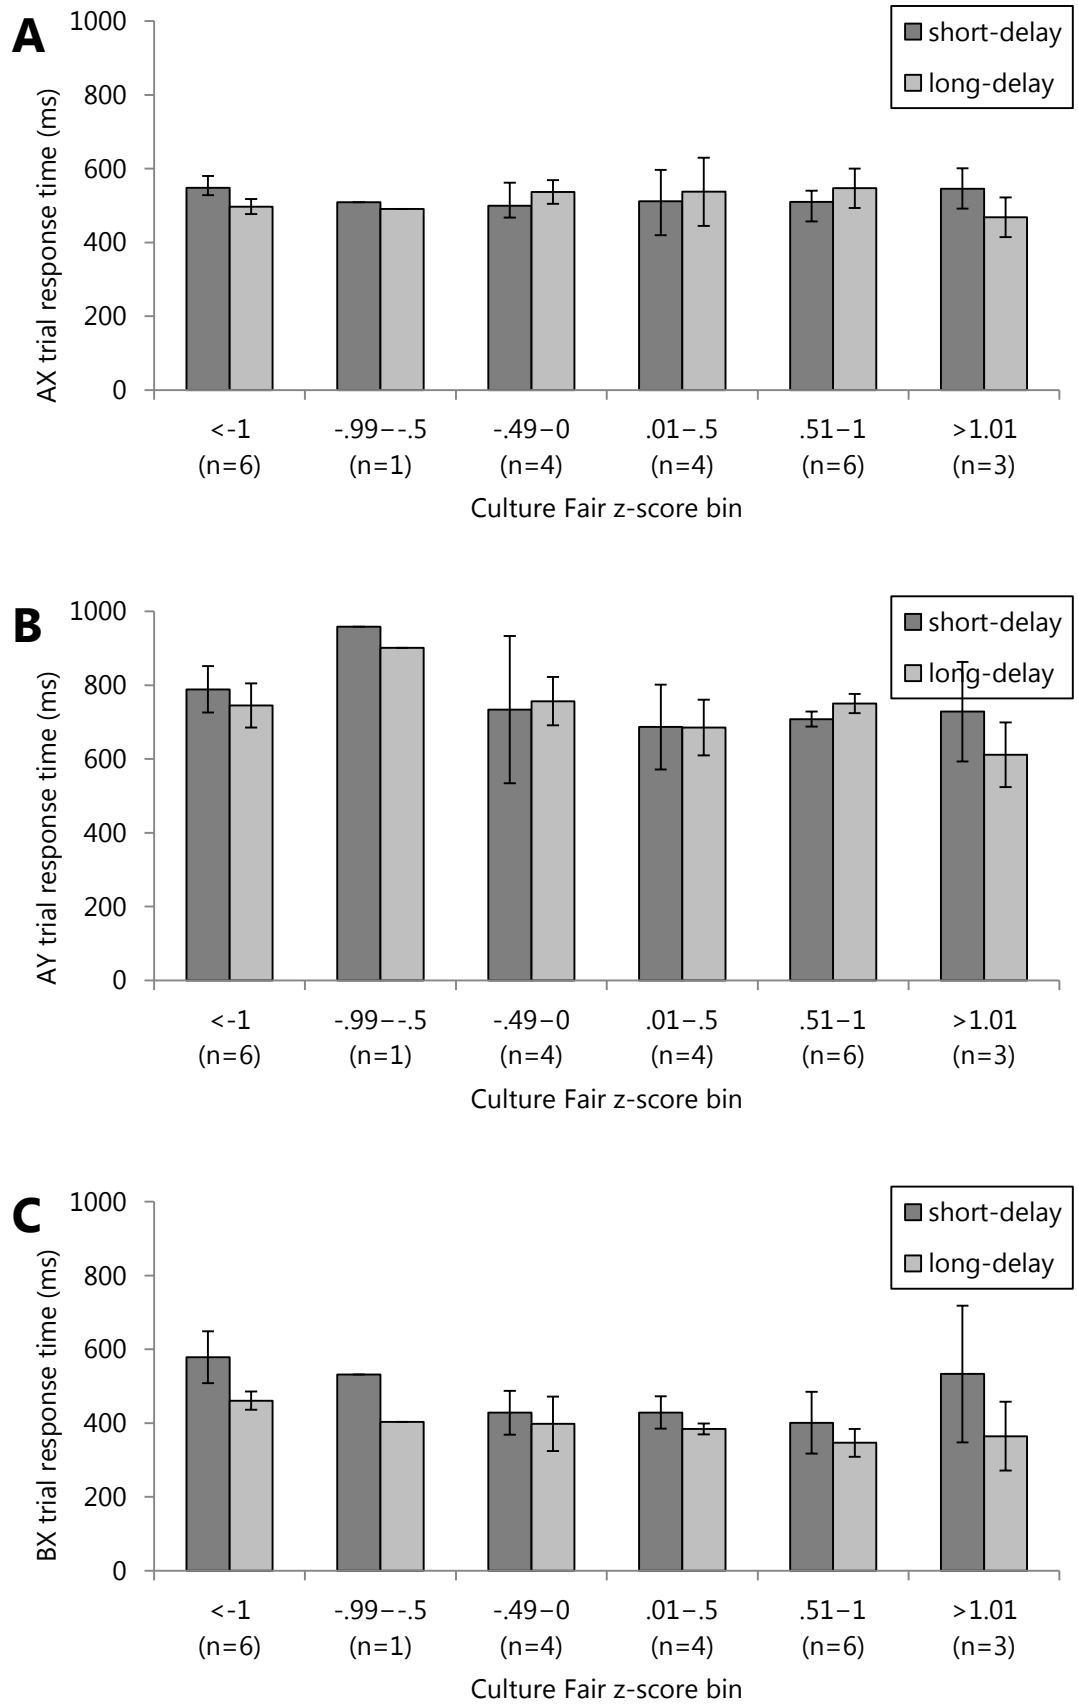 A
1000
800
600
400
200
0
AX trial response time (ms)
short-delay
long-delay
<-1 -.99–-.5 -.49–0 .01–.5 .51–1 >1.01
(n=6) (n=1) (n=4) (n=4) (n=6) (n=3)
Culture Fair z-score bin
B
1000
800
600
400
200
0
AY trial response time (ms)
short-delay
long-delay
<-1 -.99–-.5 -.49–0 .01–.5 .51–1 >1.01
(n=6) (n=1) (n=4) (n=4) (n=6) (n=3)
Culture Fair z-score bin
C
1000
800
600
400
200
0
BX trial response time (ms)
short-delay
long-delay
<-1 -.99–-.5 -.49–0 .01–.5 .51–1 >1.01
(n=6) (n=1) (n=4) (n=4) (n=6) (n=3)
Culture Fair z-score bin